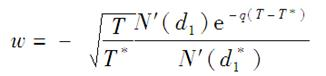 w = − √(T/T*) N′(d₁) e^(−q(T−T*)) / N′(d₁*)